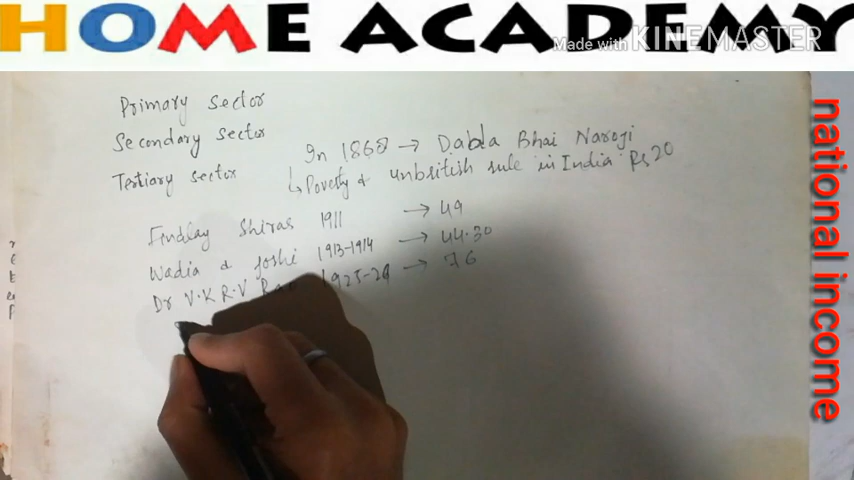 HOME ACADEMY
Made with KINEMASTER
Primary Sector
Secondary Sector
Tertiary Sector
In 1868 → Dabda Bhai Naroji
↳ Poverty & unbritish rule in India Rs 20
Findlay Shiras 1911 → 49
Wadia & Joshi 1913-1914 → 44.30
Dr V.K.R.V Rao 1925-29 → 76
national income